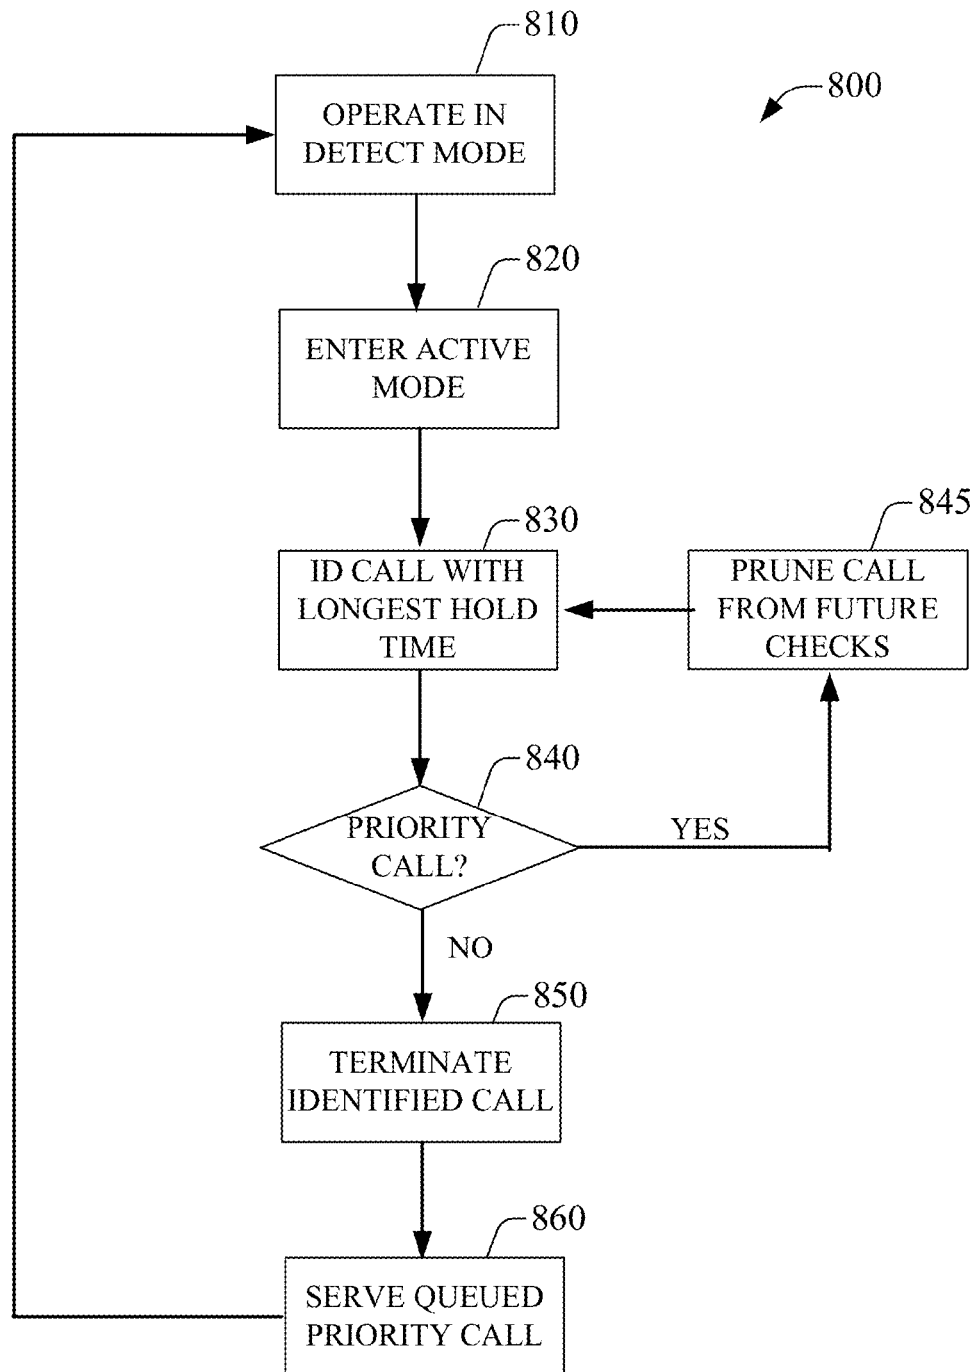 810
800
OPERATE IN
DETECT MODE
820
ENTER ACTIVE
MODE
830
845
ID CALL WITH
LONGEST HOLD
TIME
PRUNE CALL
FROM FUTURE
CHECKS
840
PRIORITY
CALL?
YES
NO
850
TERMINATE
IDENTIFIED CALL
860
SERVE QUEUED
PRIORITY CALL